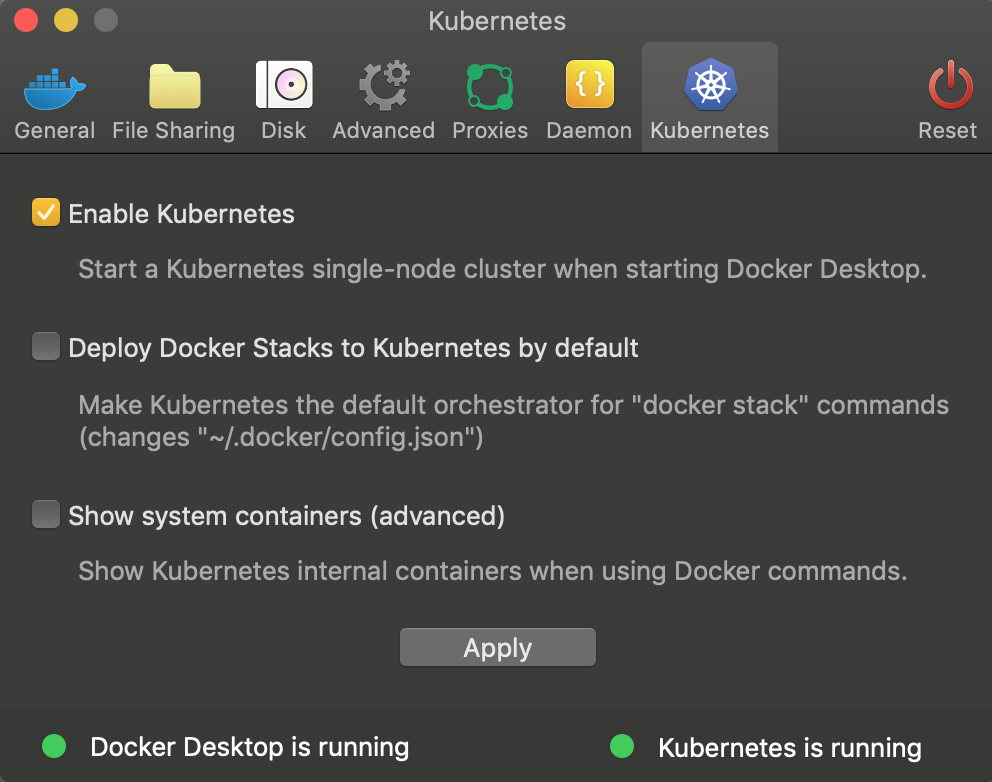 Kubernetes
General File Sharing Disk Advanced Proxies Daemon Kubernetes Reset
Enable Kubernetes
Start a Kubernetes single-node cluster when starting Docker Desktop.
Deploy Docker Stacks to Kubernetes by default
Make Kubernetes the default orchestrator for "docker stack" commands
(changes "~/.docker/config.json")
Show system containers (advanced)
Show Kubernetes internal containers when using Docker commands.
Apply
Docker Desktop is running Kubernetes is running